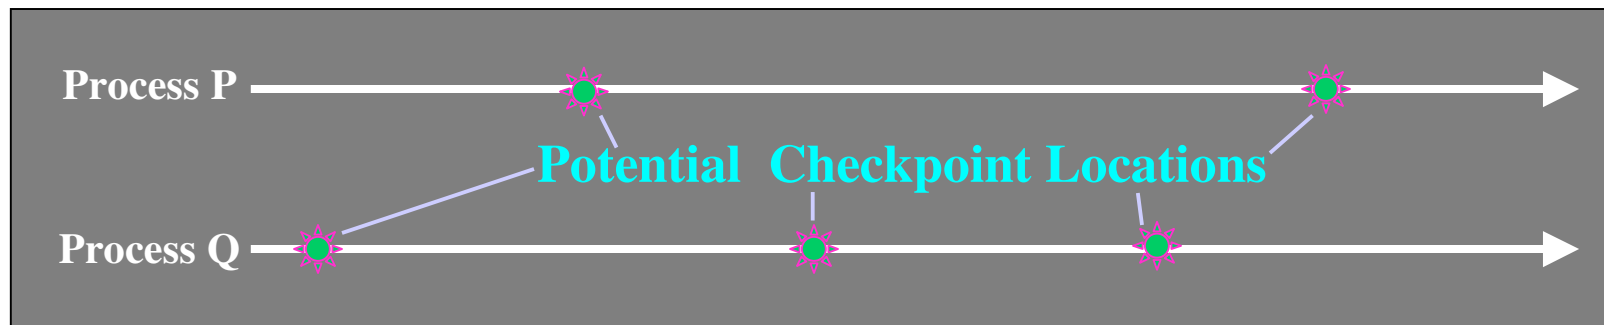 Process P
Potential Checkpoint Locations
Process Q